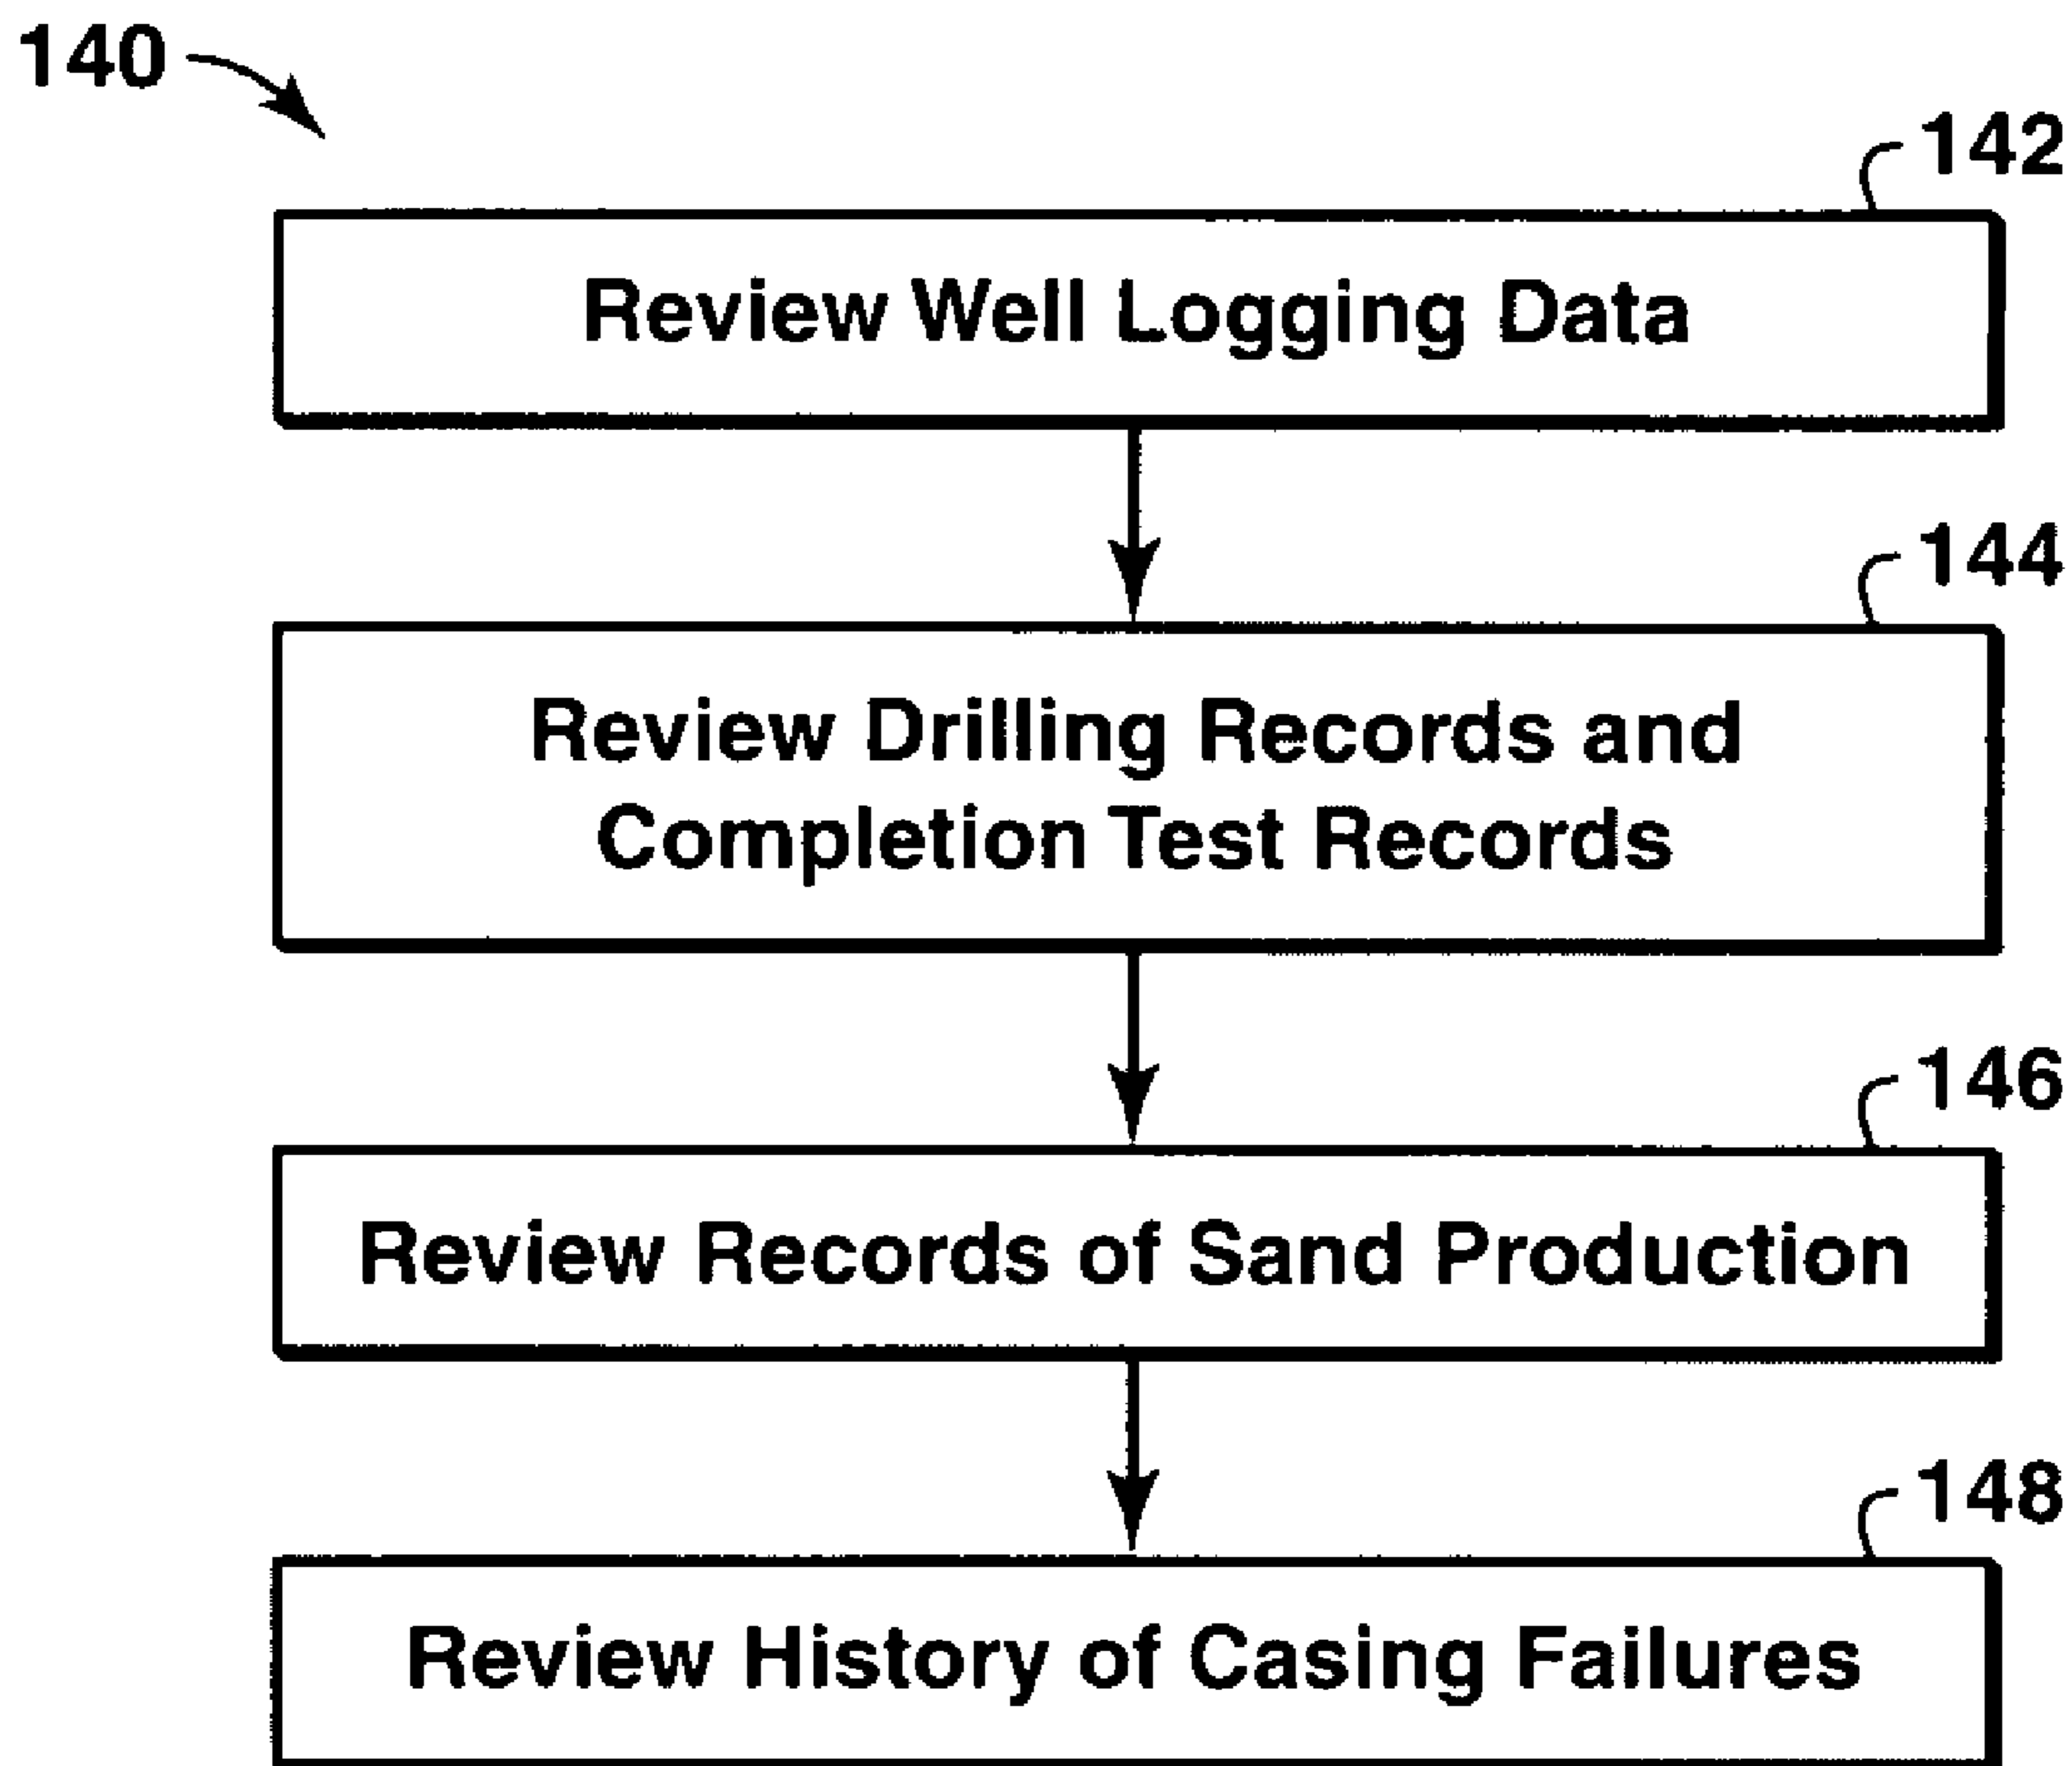 140
142
Review Well Logging Data
144
Review Drilling Records and
Completion Test Records
146
Review Records of Sand Production
148
Review History of Casing Failures